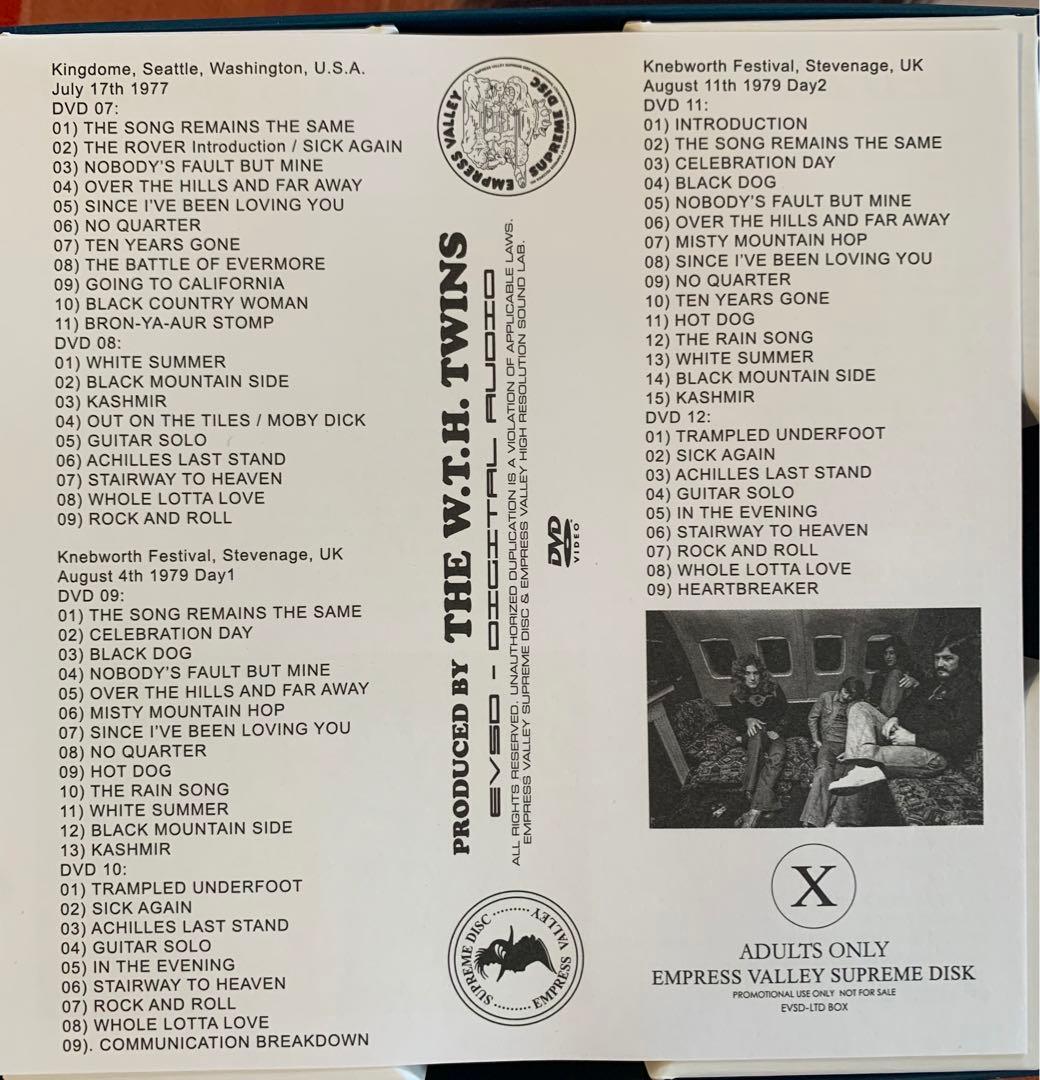 Kingdome, Seattle, Washington, U.S.A.
July 17th 1977
DVD 07:
01) THE SONG REMAINS THE SAME
02) THE ROVER Introduction / SICK AGAIN
03) NOBODY'S FAULT BUT MINE
04) OVER THE HILLS AND FAR AWAY
05) SINCE I'VE BEEN LOVING YOU
06) NO QUARTER
07) TEN YEARS GONE
08) THE BATTLE OF EVERMORE
09) GOING TO CALIFORNIA
10) BLACK COUNTRY WOMAN
11) BRON-YA-AUR STOMP
DVD 08:
01) WHITE SUMMER
02) BLACK MOUNTAIN SIDE
03) KASHMIR
04) OUT ON THE TILES / MOBY DICK
05) GUITAR SOLO
06) ACHILLES LAST STAND
07) STAIRWAY TO HEAVEN
08) WHOLE LOTTA LOVE
09) ROCK AND ROLL
Knebworth Festival, Stevenage, UK
August 4th 1979 Day1
DVD 09:
01) THE SONG REMAINS THE SAME
02) CELEBRATION DAY
03) BLACK DOG
04) NOBODY'S FAULT BUT MINE
05) OVER THE HILLS AND FAR AWAY
06) MISTY MOUNTAIN HOP
07) SINCE I'VE BEEN LOVING YOU
08) NO QUARTER
09) HOT DOG
10) THE RAIN SONG
11) WHITE SUMMER
12) BLACK MOUNTAIN SIDE
13) KASHMIR
DVD 10:
01) TRAMPLED UNDERFOOT
02) SICK AGAIN
03) ACHILLES LAST STAND
04) GUITAR SOLO
05) IN THE EVENING
06) STAIRWAY TO HEAVEN
07) ROCK AND ROLL
08) WHOLE LOTTA LOVE
09). COMMUNICATION BREAKDOWN
EMPRESS VALLEY SUPREME DISC
PRODUCED BY THE W.T.H. TWINS
EVSD - DIGITAL AUDIO
ALL RIGHTS RESERVED. UNAUTHORIZED DUPLICATION IS A VIOLATION OF APPLICABLE LAWS.
EMPRESS VALLEY SUPREME DISC & EMPRESS VALLEY HIGH RESOLUTION SOUND LAB.
DVD
VIDEO
SUPREME DISC ········· EMPRESS VALLEY ·········
Knebworth Festival, Stevenage, UK
August 11th 1979 Day2
DVD 11:
01) INTRODUCTION
02) THE SONG REMAINS THE SAME
03) CELEBRATION DAY
04) BLACK DOG
05) NOBODY'S FAULT BUT MINE
06) OVER THE HILLS AND FAR AWAY
07) MISTY MOUNTAIN HOP
08) SINCE I'VE BEEN LOVING YOU
09) NO QUARTER
10) TEN YEARS GONE
11) HOT DOG
12) THE RAIN SONG
13) WHITE SUMMER
14) BLACK MOUNTAIN SIDE
15) KASHMIR
DVD 12:
01) TRAMPLED UNDERFOOT
02) SICK AGAIN
03) ACHILLES LAST STAND
04) GUITAR SOLO
05) IN THE EVENING
06) STAIRWAY TO HEAVEN
07) ROCK AND ROLL
08) WHOLE LOTTA LOVE
09) HEARTBREAKER
X
ADULTS ONLY
EMPRESS VALLEY SUPREME DISK
PROMOTIONAL USE ONLY NOT FOR SALE
EVSD-LTD BOX